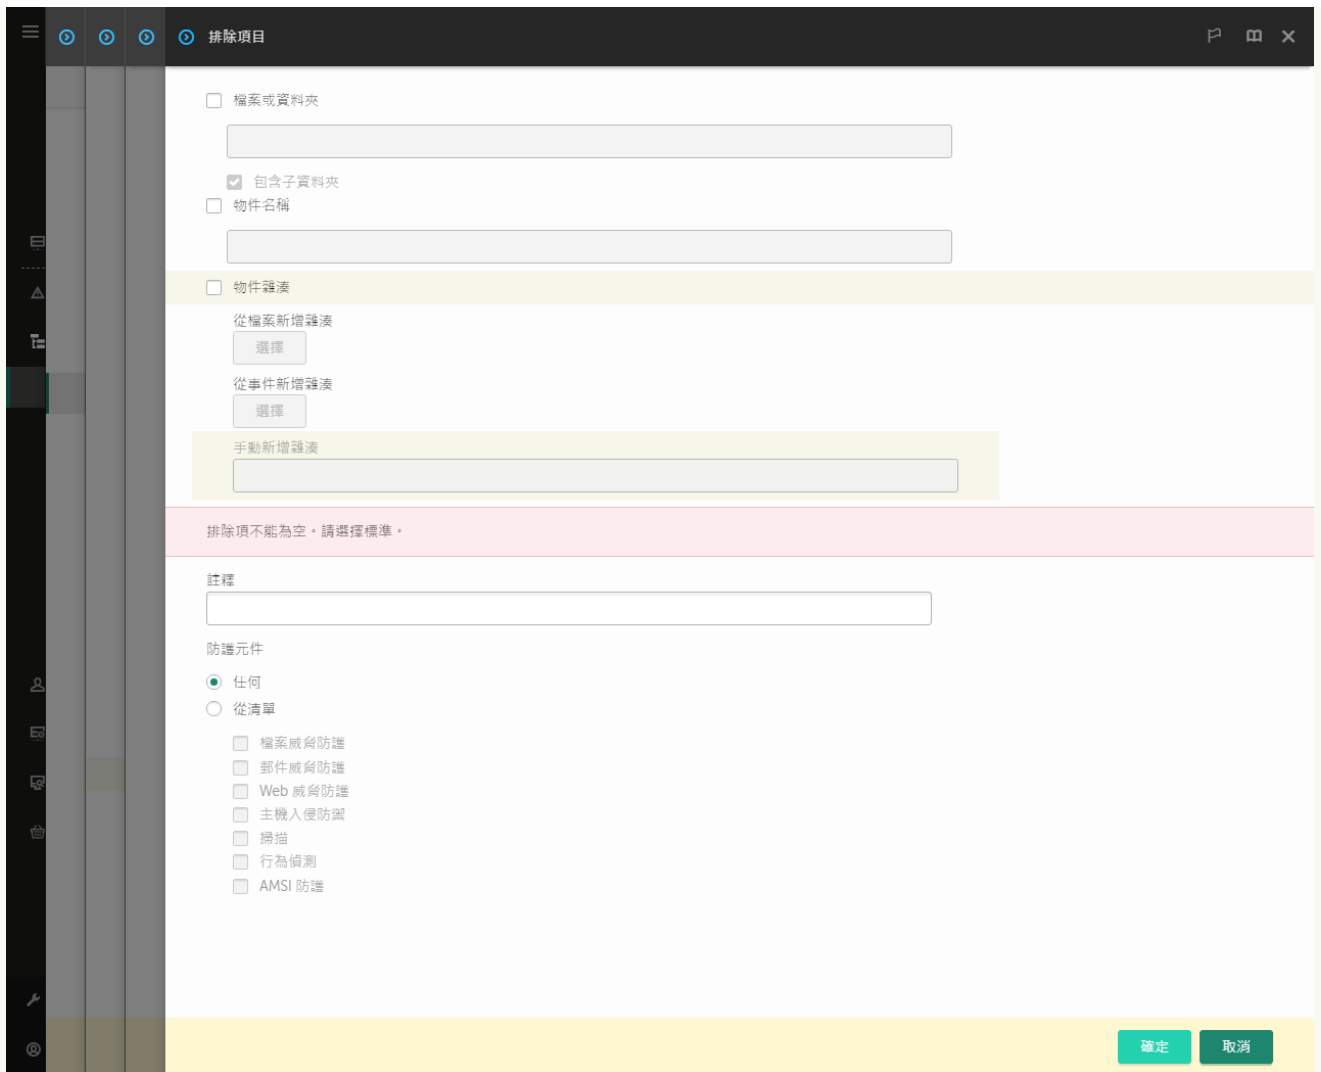 排除項目
檔案或資料夾
包含子資料夾
物件名稱
物件雜湊
從檔案新增雜湊
選擇
從事件新增雜湊
選擇
手動新增雜湊
排除項不能為空。請選擇標準。
註釋
防護元件
任何
從清單
檔案威脅防護
郵件威脅防護
Web 威脅防護
主機入侵防禦
掃描
行為偵測
AMSI 防護
確定
取消